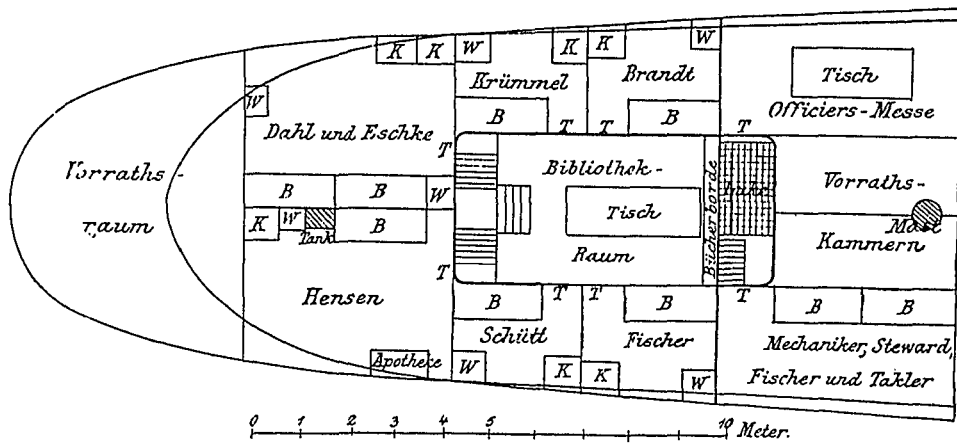 K K W K K W
Krümmel
Brandt
Tisch
Officiers-Messe
W
B
B
Dahl und Eschke
T
T
T
T
Vorraths-
raum
Bibliothek-
Tisch
Raum
Bücherborde
Luke
Vorraths-
Mast
Kammern
B
B
W
K
W
Tank
B
T
Hensen
B
T
T
B
T
B
B
Schütt
Fischer
Mechaniker, Steward,
Fischer und Takler
Apotheke
W
K
K
W
0 1 2 3 4 5 10 Meter.